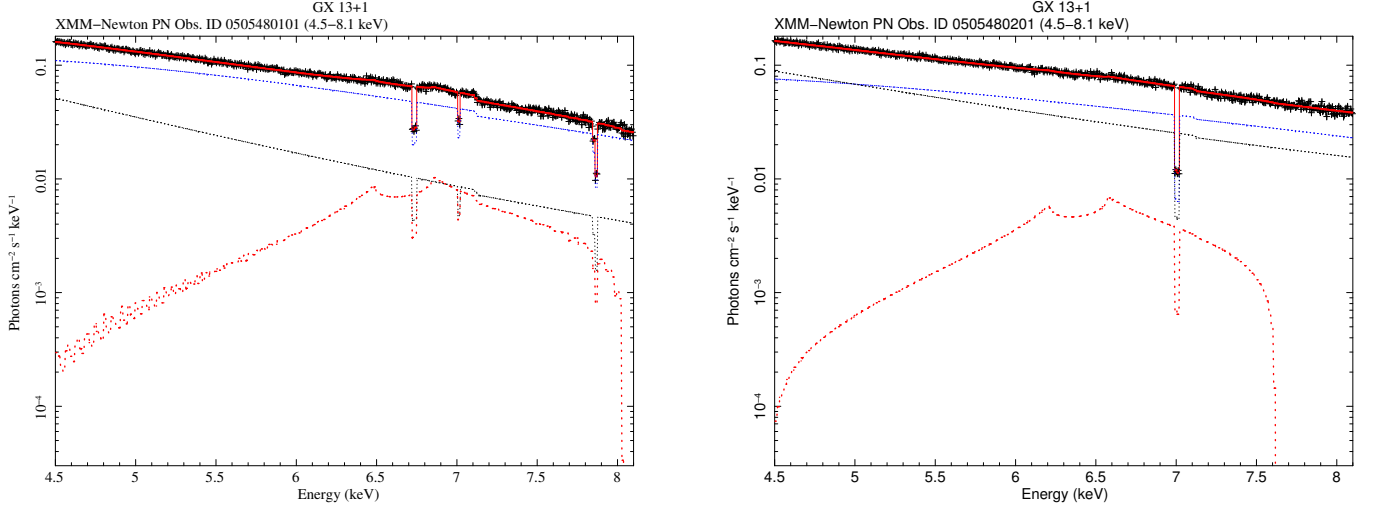 GX 13+1
XMM−Newton PN Obs. ID 0505480101 (4.5−8.1 keV)
Photons cm−2 s−1 keV−1
0.1
0.01
10−3
10−4
4.5 5 5.5 6 6.5 7 7.5 8
Energy (keV)
GX 13+1
XMM−Newton PN Obs. ID 0505480201 (4.5−8.1 keV)
Photons cm−2 s−1 keV−1
0.1
0.01
10−3
10−4
4.5 5 5.5 6 6.5 7 7.5 8
Energy (keV)